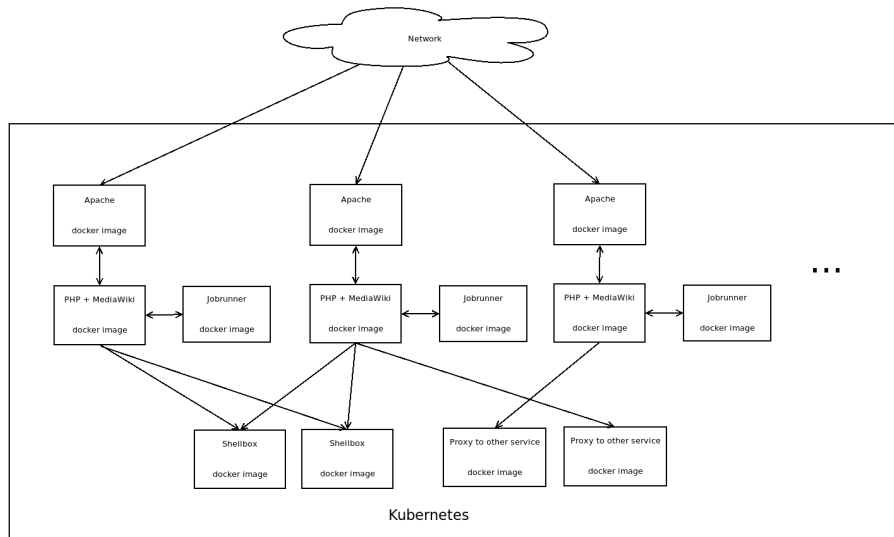 Network
Apache
docker image
Apache
docker image
Apache
docker image
...
PHP + MediaWiki
docker image
Jobrunner
docker image
PHP + MediaWiki
docker image
Jobrunner
docker image
PHP + MediaWiki
docker image
Jobrunner
docker image
Shellbox
docker image
Shellbox
docker image
Proxy to other service
docker image
Proxy to other service
docker image
Kubernetes